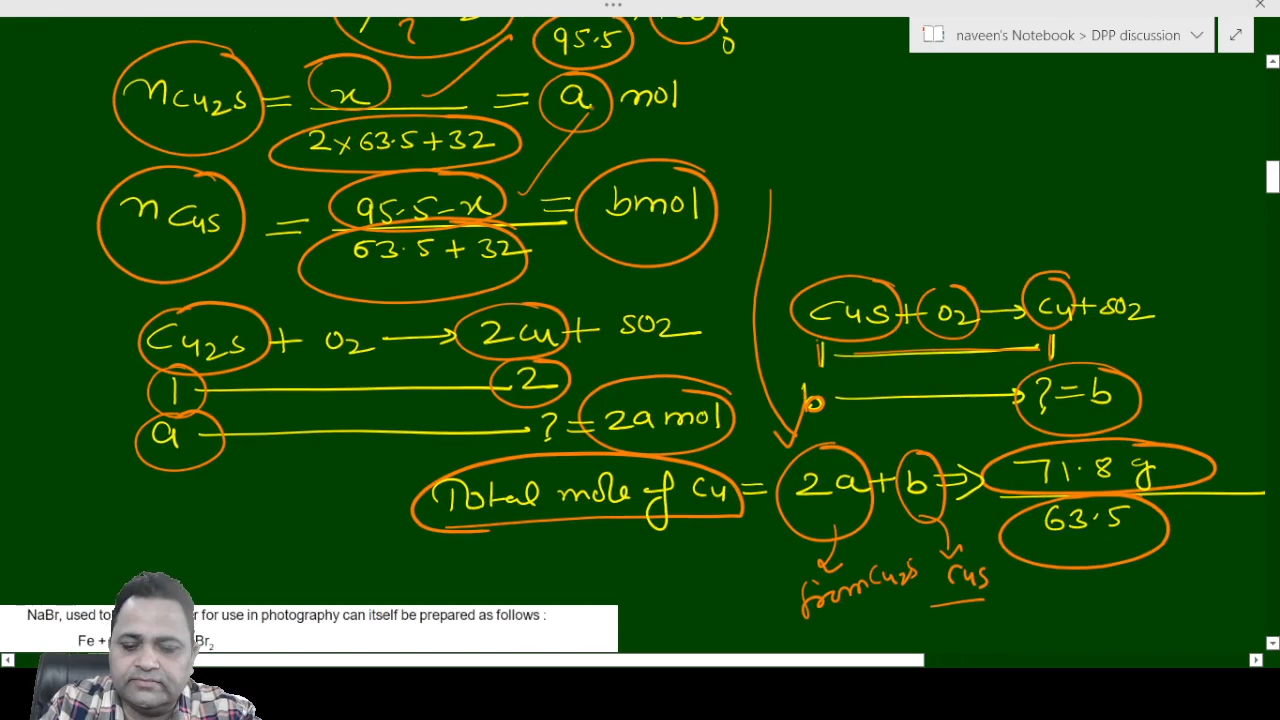 naveen's Notebook > DPP discussion
? 95.5
nCu2S = x / 2×63.5+32 = a mol
nCuS = 95.5-x / 63.5+32 = bmol
Cu2S + O2 → 2Cu + SO2
1 2
a ? = 2a mol
CuS + O2 → Cu + SO2
1 1
b → ? = b
Total mole of Cu = 2a + b ⇒ 71.8 g / 63.5
from Cu2S CuS
NaBr, used to r for use in photography can itself be prepared as follows :
Fe + Br2